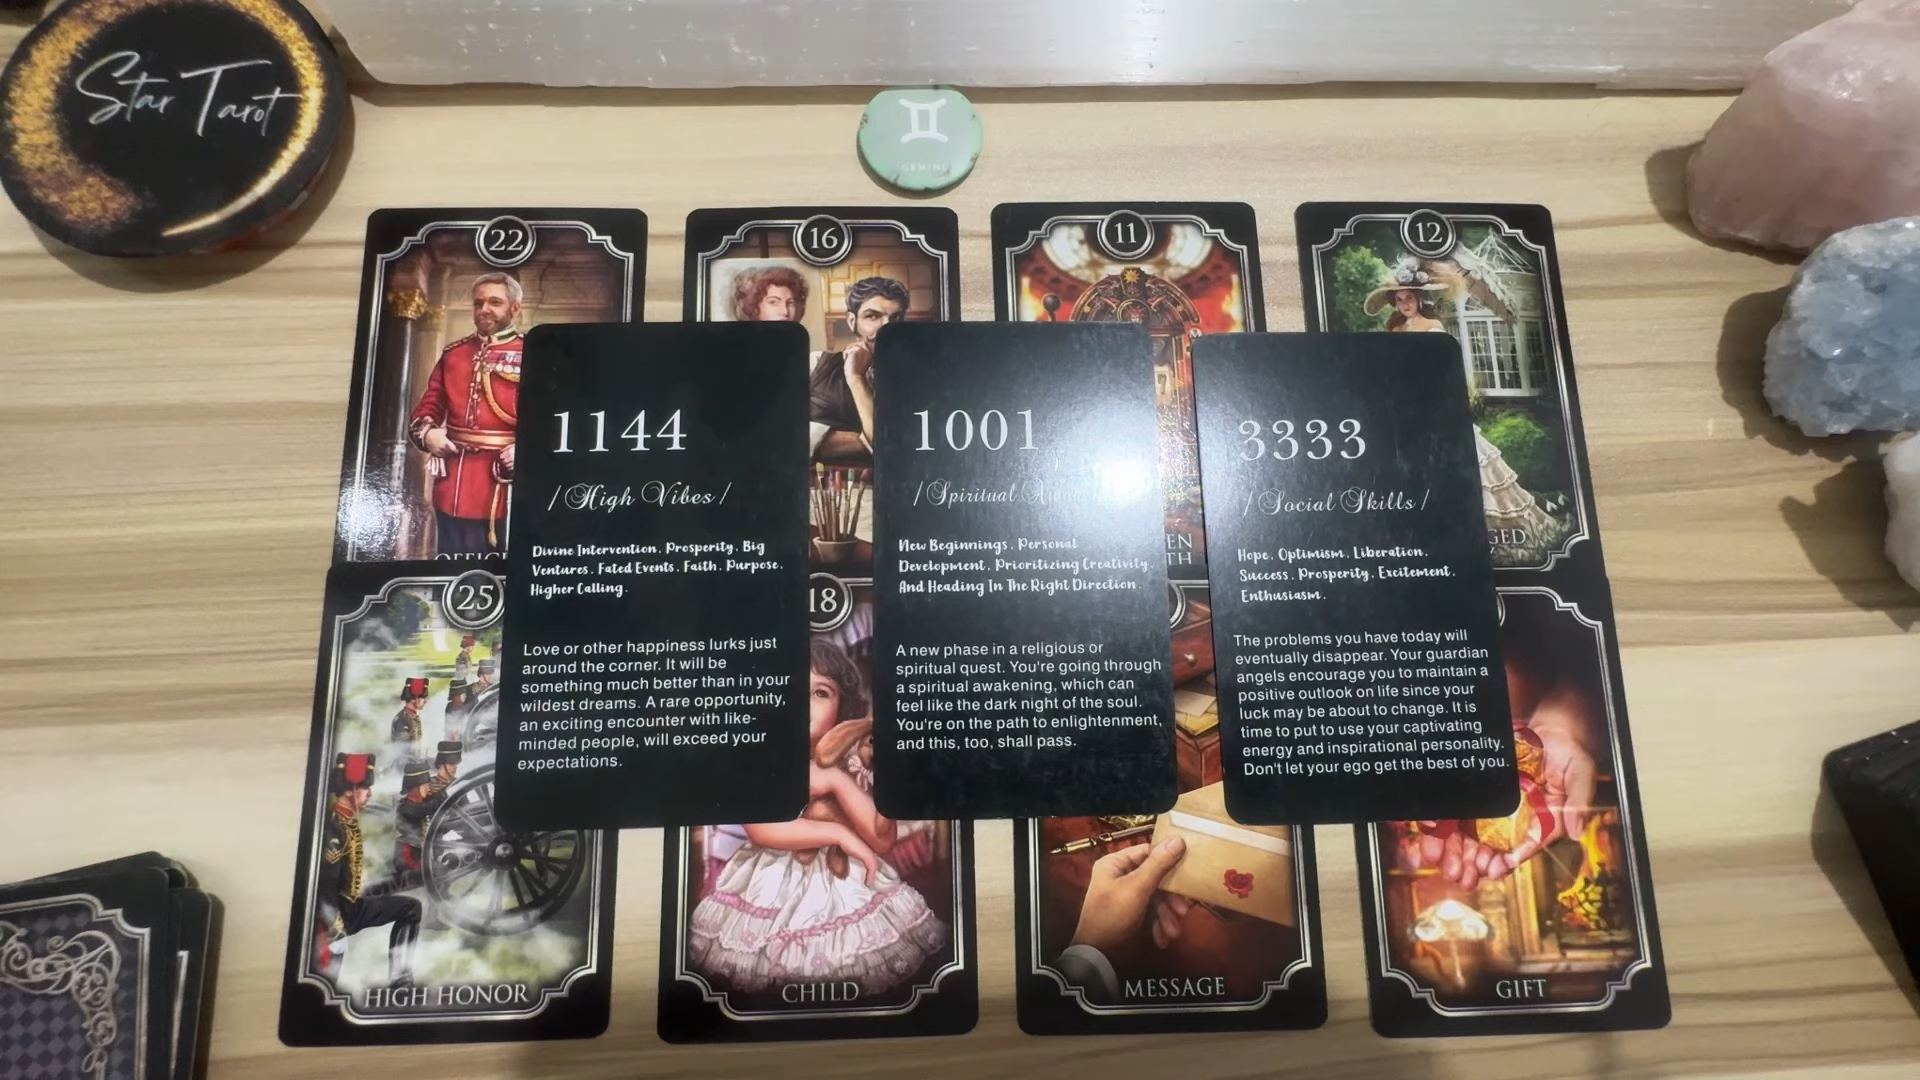 Star Tarot
GEMINI
22
16
11
12
1144
/High Vibes/
Divine Intervention, Prosperity, Big
Ventures, Fated Events, Faith, Purpose,
Higher Calling.
Love or other happiness lurks just
around the corner. It will be
something much better than in your
wildest dreams. A rare opportunity,
an exciting encounter with like-
minded people, will exceed your
expectations.
1001
/Spiritual
New Beginnings, Personal
Development, Prioritizing Creativity,
And Heading In The Right Direction.
A new phase in a religious or
spiritual quest. You're going through
a spiritual awakening, which can
feel like the dark night of the soul.
You're on the path to enlightenment,
and this, too, shall pass.
3333
/Social Skills/
Hope, Optimism, Liberation,
Success, Prosperity, Excitement,
Enthusiasm.
The problems you have today will
eventually disappear. Your guardian
angels encourage you to maintain a
positive outlook on life since your
luck may be about to change. It is
time to put to use your captivating
energy and inspirational personality.
Don't let your ego get the best of you.
25
18
HIGH HONOR
CHILD
MESSAGE
GIFT